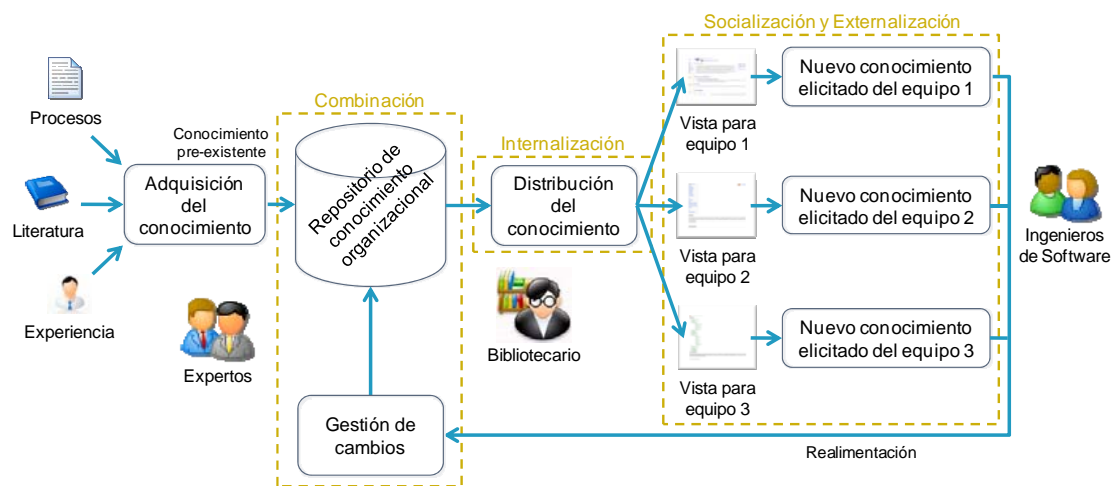 Socialización y Externalización
Combinación
Procesos
Conocimiento
pre-existente
Internalización
Literatura
Adquisición
del
conocimiento
Repositorio de
conocimiento
organizacional
Distribución
del
conocimiento
Vista para
equipo 1
Nuevo conocimiento
elicitado del equipo 1
Vista para
equipo 2
Nuevo conocimiento
elicitado del equipo 2
Ingenieros
de Software
Experiencia
Expertos
Bibliotecario
Vista para
equipo 3
Nuevo conocimiento
elicitado del equipo 3
Gestión de
cambios
Realimentación